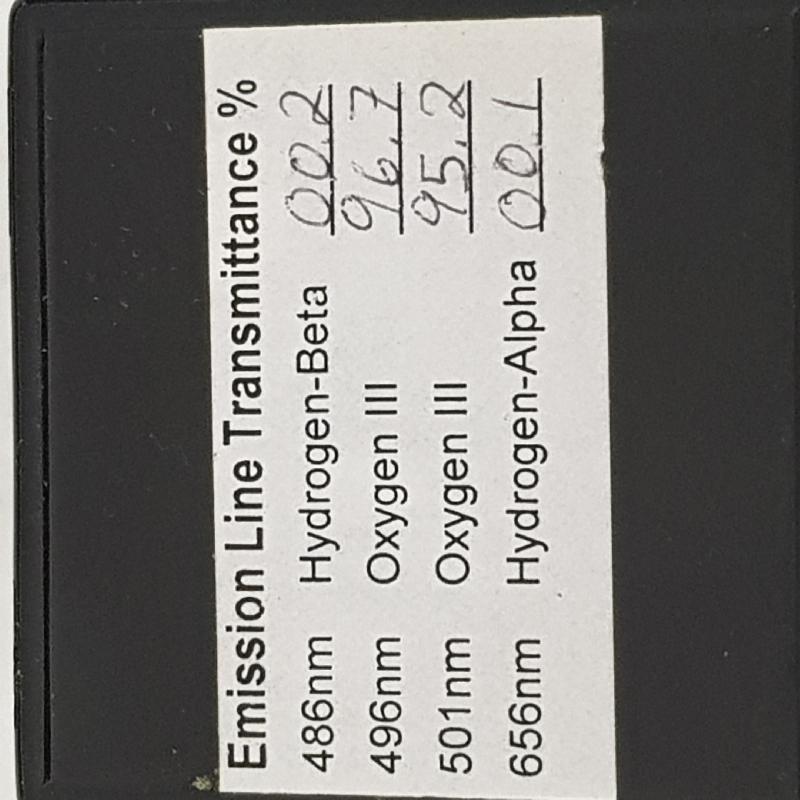 Emission Line Transmittance %
486nm Hydrogen-Beta 00.2
496nm Oxygen III 96.7
501nm Oxygen III 95.2
656nm Hydrogen-Alpha 00.1